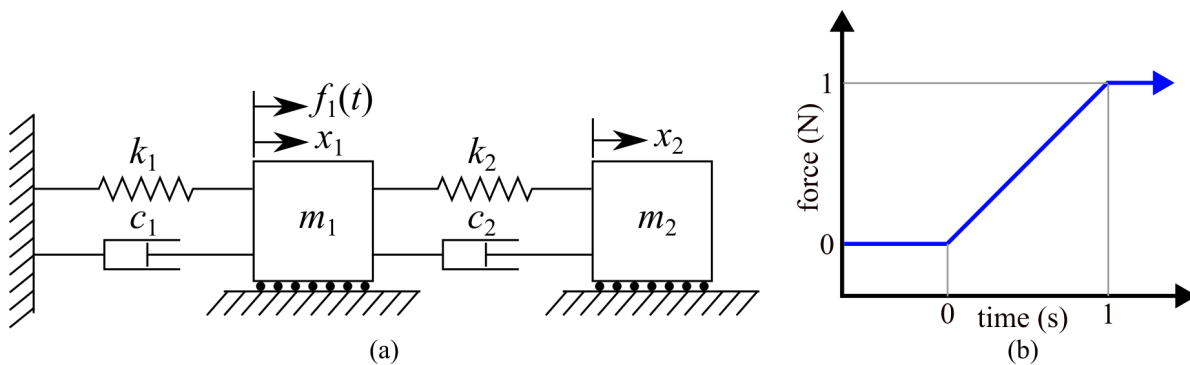 f₁(t)
x₁
x₂
k₁
k₂
c₁
m₁
c₂
m₂
(a)
force (N)
1
0
0
time (s)
1
(b)